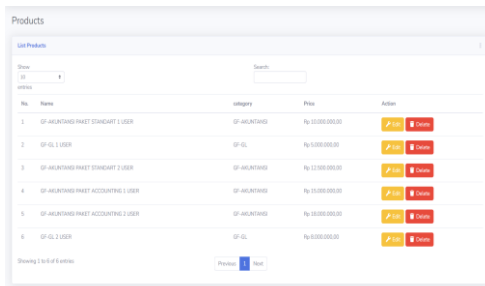 Products
List Products
Show
10
entries
Search:
No. Name category Price Action
1 GF-AKUNTANSI PAKET STANDART 1 USER GF-AKUNTANSI Rp 10.000.000,00 Edit Delete
2 GF-GL 1 USER GF-GL Rp 5.000.000,00 Edit Delete
3 GF-AKUNTANSI PAKET STANDART 2 USER GF-AKUNTANSI Rp 12.500.000,00 Edit Delete
4 GF-AKUNTANSI PAKET ACCOUNTING 1 USER GF-AKUNTANSI Rp 15.000.000,00 Edit Delete
5 GF-AKUNTANSI PAKET ACCOUNTING 2 USER GF-AKUNTANSI Rp 18.000.000,00 Edit Delete
6 GF-GL 2 USER GF-GL Rp 8.000.000,00 Edit Delete
Showing 1 to 6 of 6 entries Previous 1 Next